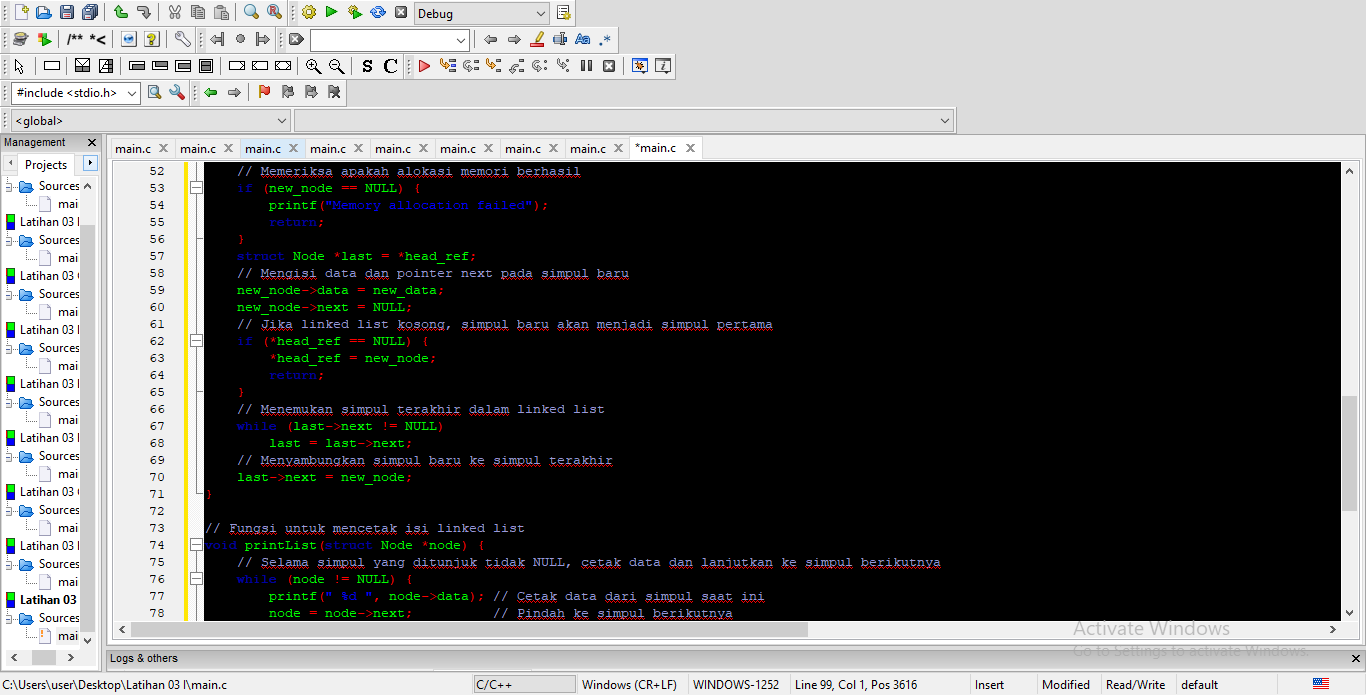 Debug
/** *<
S C
#include <stdio.h>
<global>
Management
Projects
main.c main.c main.c main.c main.c main.c main.c main.c *main.c
Sources
mai
Latihan 03 I
Sources
mai
Latihan 03 (
Sources
mai
Latihan 03 I
Sources
mai
Latihan 03 I
Sources
mai
Latihan 03 I
Sources
mai
Latihan 03 (
Sources
mai
Latihan 03 I
Sources
mai
Latihan 03
Sources
mai
52 // Memeriksa apakah alokasi memori berhasil
53 if (new_node == NULL) {
54 printf("Memory allocation failed");
55 return;
56 }
57 struct Node *last = *head_ref;
58 // Mengisi data dan pointer next pada simpul baru
59 new_node->data = new_data;
60 new_node->next = NULL;
61 // Jika linked list kosong, simpul baru akan menjadi simpul pertama
62 if (*head_ref == NULL) {
63 *head_ref = new_node;
64 return;
65 }
66 // Menemukan simpul terakhir dalam linked list
67 while (last->next != NULL)
68 last = last->next;
69 // Menyambungkan simpul baru ke simpul terakhir
70 last->next = new_node;
71 }
72
73 // Fungsi untuk mencetak isi linked list
74 void printList(struct Node *node) {
75 // Selama simpul yang ditunjuk tidak NULL, cetak data dan lanjutkan ke simpul berikutnya
76 while (node != NULL) {
77 printf(" %d ", node->data); // Cetak data dari simpul saat ini
78 node = node->next; // Pindah ke simpul berikutnya
Activate Windows
Go to Settings to activate Windows.
Logs & others
C:\Users\user\Desktop\Latihan 03 I\main.c C/C++ Windows (CR+LF) WINDOWS-1252 Line 99, Col 1, Pos 3616 Insert Modified Read/Write default